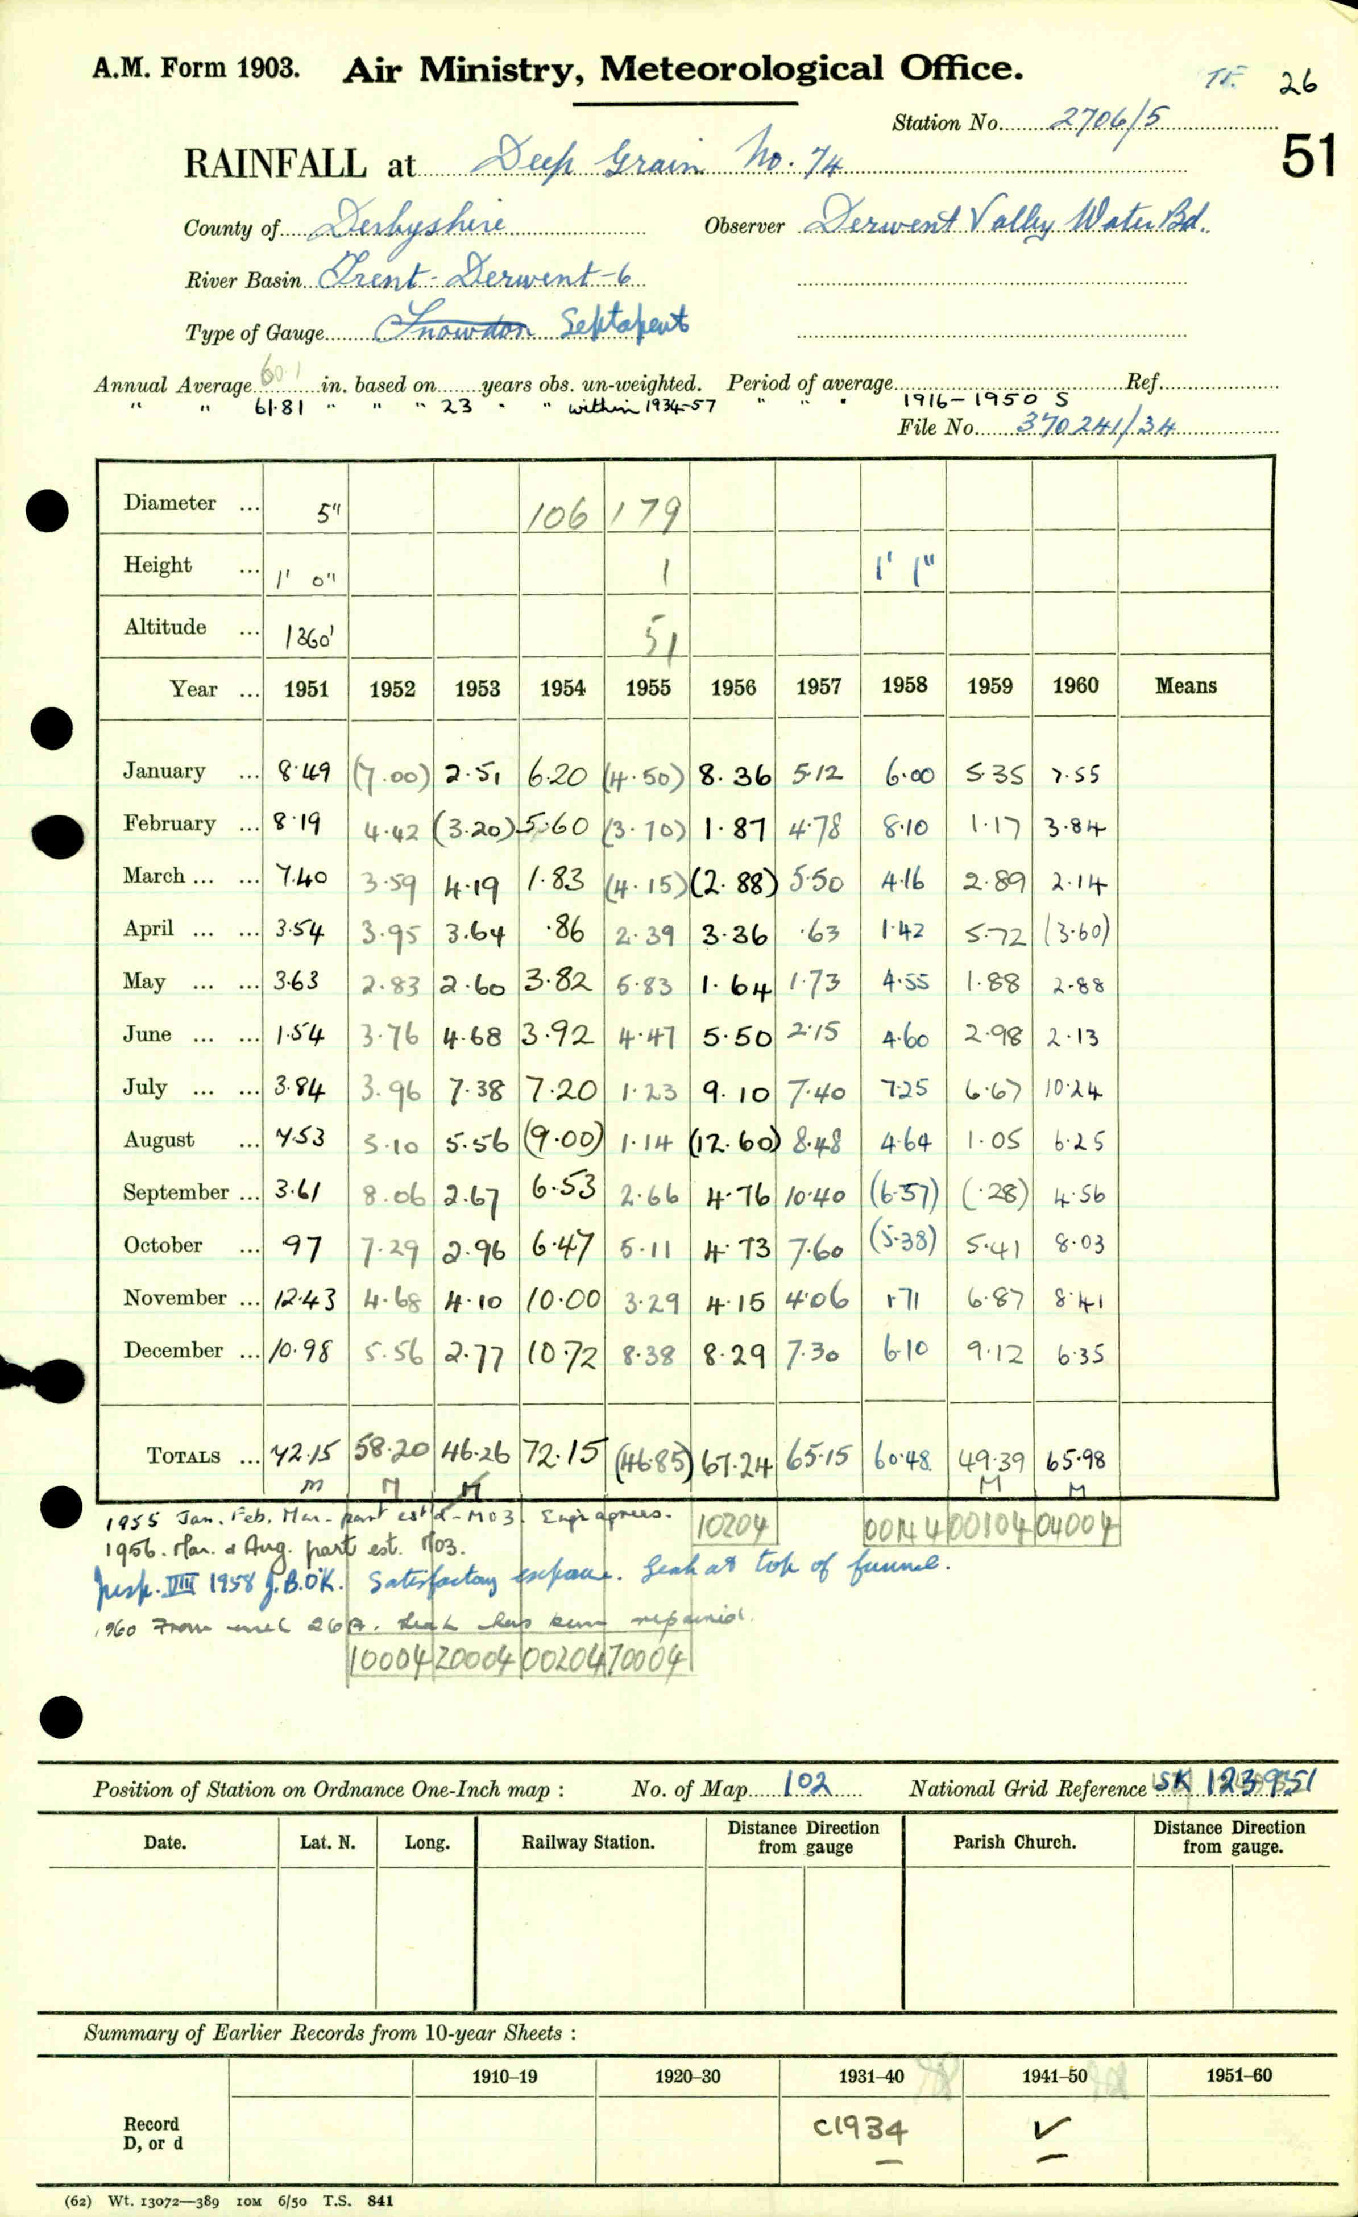 A.M. Form 1903. Air Ministry, Meteorological Office. 26
Station No. 2706/5
RAINFALL at Deep Grain No. 74 51
County of Derbyshire Observer Derwent Valley Water Bd.
River Basin Trent-Derwent-6
Type of Gauge Snowdon Septapent
Annual Average 60.1 in. based on years obs. un-weighted. Period of average Ref.
" " 61.81 " " " 23 " " within 1934-57 " " " 1916-1950 S
File No. 370241/34
Diameter ... 5" 106 179
Height ... 1' 0" 1 1' 1"
Altitude ... 1360' 51
Year ... 1951 1952 1953 1954 1955 1956 1957 1958 1959 1960 Means
January ... 8.49 (7.00) 2.51 6.20 (4.50) 8.36 5.12 6.00 5.35 7.55
February ... 8.19 4.42 (3.20) 5.60 (3.70) 1.87 4.78 8.10 1.17 3.84
March ... ... 7.40 3.59 4.19 1.83 (4.15) (2.88) 5.50 4.16 2.89 2.14
April ... ... 3.54 3.95 3.64 .86 2.39 3.36 .63 1.42 5.72 (3.60)
May ... ... 3.63 2.83 2.60 3.82 5.83 1.64 1.73 4.55 1.88 2.88
June ... ... 1.54 3.76 4.68 3.92 4.47 5.50 2.15 4.60 2.98 2.13
July ... ... 3.84 3.96 7.38 7.20 1.23 9.10 7.40 7.25 6.67 10.24
August ... 7.53 3.10 5.56 (9.00) 1.14 (12.60) 8.48 4.64 1.05 6.25
September ... 3.61 8.06 2.67 6.53 2.66 4.76 10.40 (6.57) (.28) 4.56
October ... .97 7.29 2.96 6.47 5.11 4.73 7.60 (5.38) 5.41 8.03
November ... 12.43 4.68 4.10 10.00 3.29 4.15 4.06 1.71 6.87 8.41
December ... 10.98 5.56 2.77 10.72 8.38 8.29 7.30 6.10 9.12 6.35
TOTALS ... 72.15 58.20 46.26 72.15 (46.85) 67.24 65.15 60.48 49.39 65.98
M M M M M
1955 Jan. Feb. Mar. part est'd - M03. Engr agrees. 10204 00144 00104 04004
1956. Mar. & Aug. part est. M03.
Insp. VIII 1958 J.B.OK. Satisfactory exposure. Leak at top of funnel.
1960 From encl 26A. Leak has been repaired.
10004 20004 00204 70004
Position of Station on Ordnance One-Inch map : No. of Map 102 National Grid Reference SK 123951
Date. Lat. N. Long. Railway Station. Distance Direction from gauge Parish Church. Distance Direction from gauge.
Summary of Earlier Records from 10-year Sheets :
1910–19 1920–30 1931–40 1941–50 1951–60
Record
D, or d C1934 ✓
(62) Wt. 13072—389 10M 6/50 T.S. 841